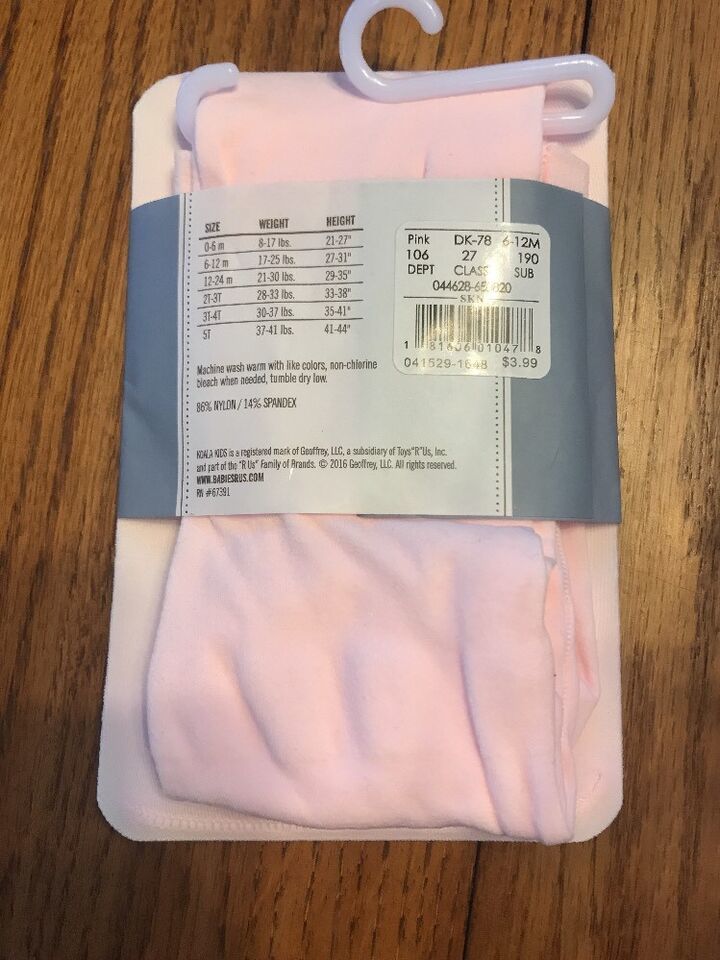 SIZE WEIGHT HEIGHT
0-6 m 8-17 lbs. 21-27"
6-12 m 17-25 lbs. 27-31"
12-24 m 21-30 lbs. 29-35"
2T-3T 28-33 lbs. 33-38"
3T-4T 30-37 lbs. 35-41"
5T 37-41 lbs. 41-44"
Machine wash warm with like colors, non-chlorine
bleach when needed, tumble dry low.
86% NYLON / 14% SPANDEX
KOALA KIDS is a registered mark of Geoffrey, LLC, a subsidiary of Toys"R"Us, Inc.
and part of the "R Us" Family of Brands. © 2016 Geoffrey, LLC. All rights reserved.
WWW.BABIESRUS.COM
RN #67391
Pink DK-78 6-12M
106 27 190
DEPT CLASS SUB
SKN
041529-1648 $3.99